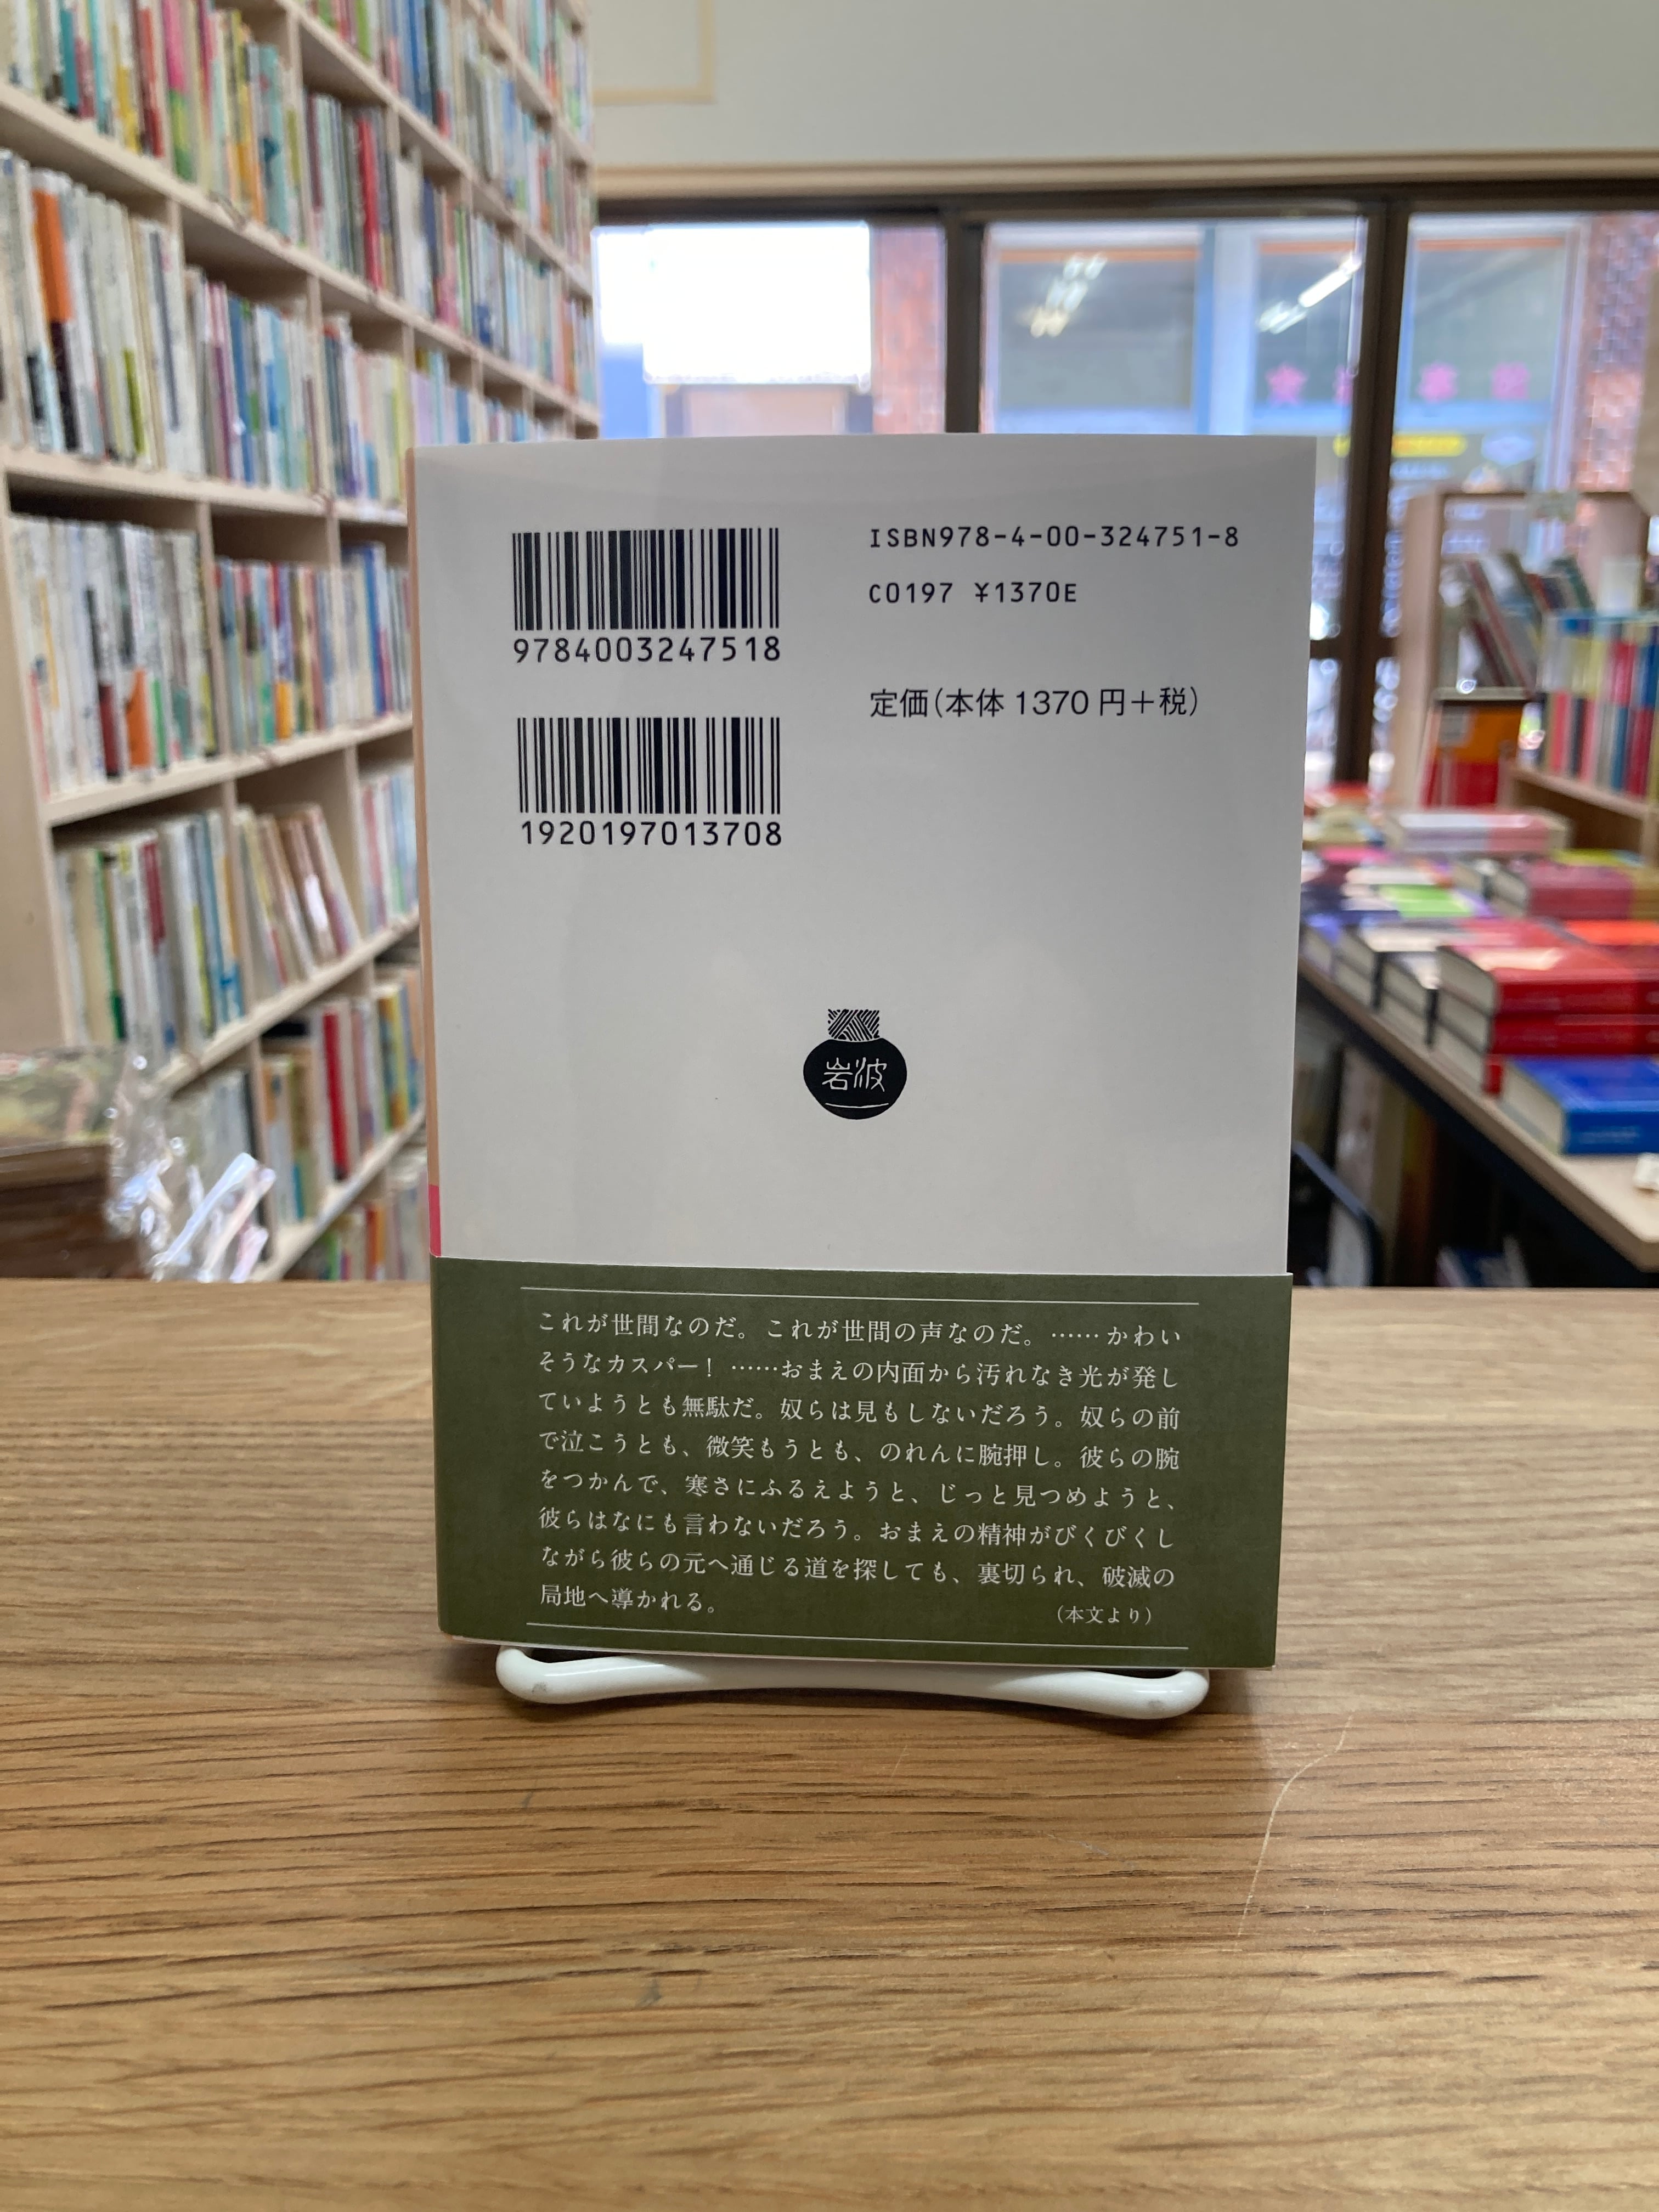 ISBN978-4-00-324751-8
C0197 ¥1370E
9784003247518
定価(本体 1370 円+税)
1920197013708
岩波
これが世間なのだ。これが世間の声なのだ。…… かわい
そうなカスパー! ……おまえの内面から汚れなき光が発し
ていようとも無駄だ。奴らは見もしないだろう。奴らの前
で泣こうとも、微笑もうとも、のれんに腕押し。彼らの腕
をつかんで、寒さにふるえようと、じっと見つめようと、
彼らはなにも言わないだろう。おまえの精神がびくびくし
ながら彼らの元へ通じる道を探しても、裏切られ、破滅の
局地へ導かれる。
(本文より)